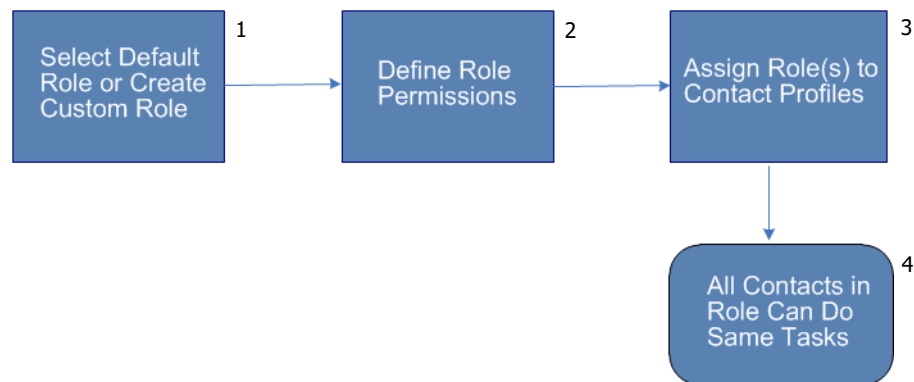 1
Select Default
Role or Create
Custom Role
2
Define Role
Permissions
3
Assign Role(s) to
Contact Profiles
4
All Contacts in
Role Can Do
Same Tasks